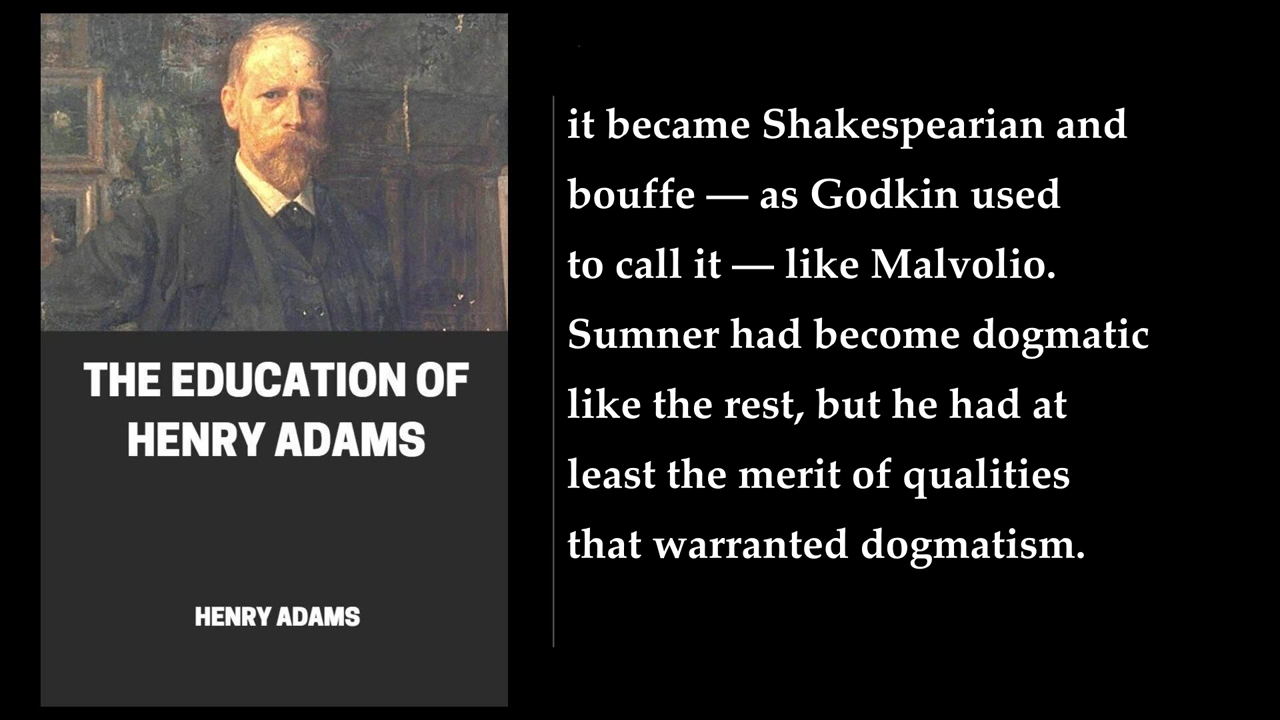 THE EDUCATION OF
HENRY ADAMS
HENRY ADAMS
it became Shakespearian and
bouffe — as Godkin used
to call it — like Malvolio.
Sumner had become dogmatic
like the rest, but he had at
least the merit of qualities
that warranted dogmatism.